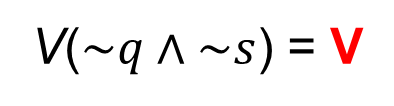 V(~q ∧ ~s) = V